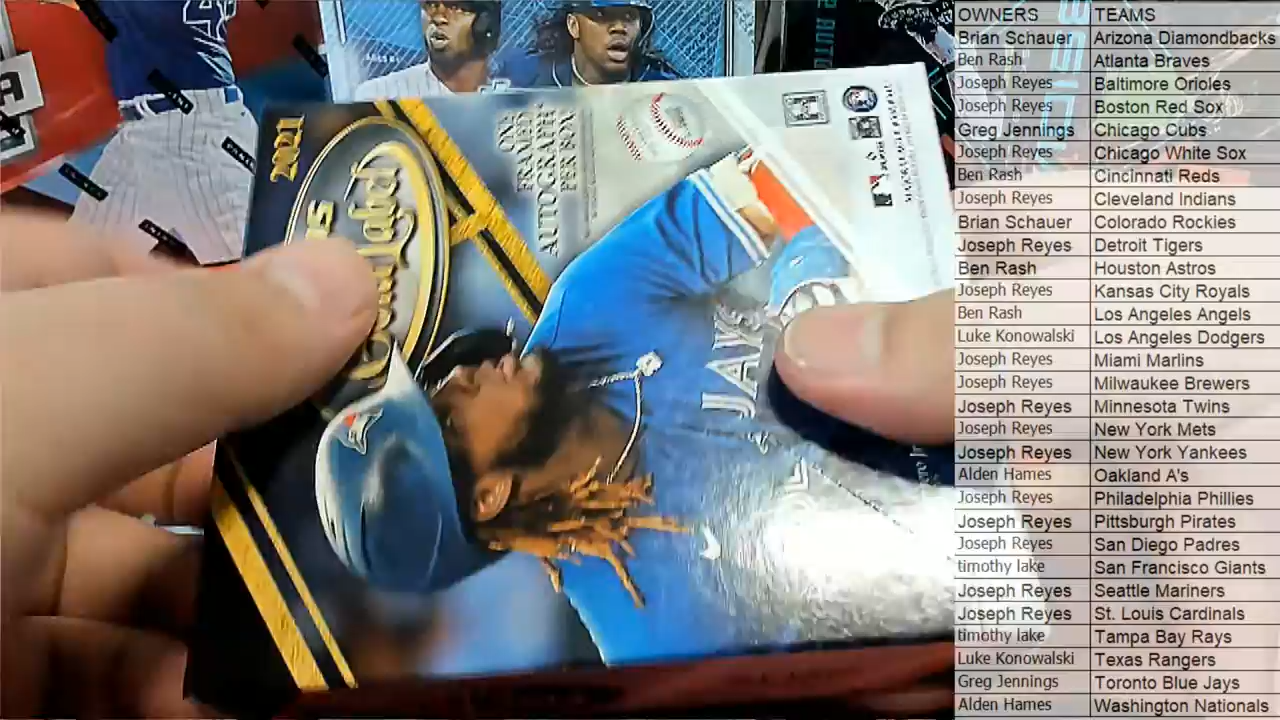 OWNERS TEAMS
Brian Schauer Arizona Diamondbacks
Ben Rash Atlanta Braves
Joseph Reyes Baltimore Orioles
Joseph Reyes Boston Red Sox
Greg Jennings Chicago Cubs
Joseph Reyes Chicago White Sox
Ben Rash Cincinnati Reds
Joseph Reyes Cleveland Indians
Brian Schauer Colorado Rockies
Joseph Reyes Detroit Tigers
Ben Rash Houston Astros
Joseph Reyes Kansas City Royals
Ben Rash Los Angeles Angels
Luke Konowalski Los Angeles Dodgers
Joseph Reyes Miami Marlins
Joseph Reyes Milwaukee Brewers
Joseph Reyes Minnesota Twins
Joseph Reyes New York Mets
Joseph Reyes New York Yankees
Alden Hames Oakland A's
Joseph Reyes Philadelphia Phillies
Joseph Reyes Pittsburgh Pirates
Joseph Reyes San Diego Padres
timothy lake San Francisco Giants
Joseph Reyes Seattle Mariners
Joseph Reyes St. Louis Cardinals
timothy lake Tampa Bay Rays
Luke Konowalski Texas Rangers
Greg Jennings Toronto Blue Jays
Alden Hames Washington Nationals
2021
Gold Label
FRAMED
AUTOGRAPH
PER BOX
JAYS